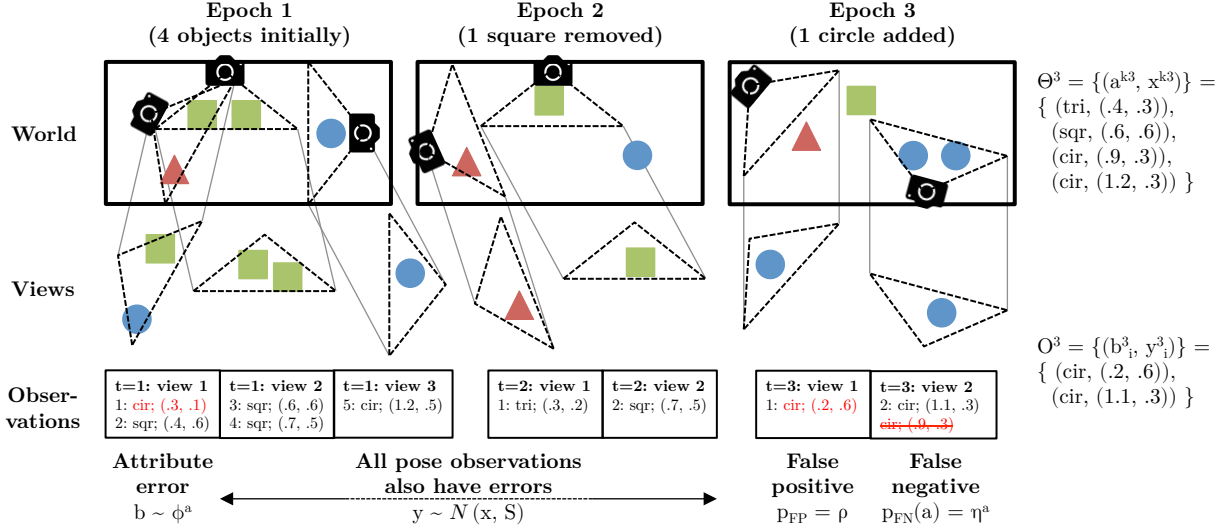 Epoch 1
(4 objects initially)
Epoch 2
(1 square removed)
Epoch 3
(1 circle added)
World
Θ³ = {(aᵏ³, xᵏ³)} =
{ (tri, (.4, .3)),
(sqr, (.6, .6)),
(cir, (.9, .3)),
(cir, (1.2, .3)) }
Views
Obser-
vations
t=1: view 1
1: cir; (.3, .1)
2: sqr; (.4, .6)
t=1: view 2
3: sqr; (.6, .6)
4: sqr; (.7, .5)
t=1: view 3
5: cir; (1.2, .5)
t=2: view 1
1: tri; (.3, .2)
t=2: view 2
2: sqr; (.7, .5)
t=3: view 1
1: cir; (.2, .6)
t=3: view 2
2: cir; (1.1, .3)
cir; (.9, .3)
O³ = {(b³ᵢ, y³ᵢ)} =
{ (cir, (.2, .6)),
(cir, (1.1, .3)) }
Attribute
error
b ~ ϕᵃ
All pose observations
also have errors
y ~ N (x, S)
False
positive
p_FP = ρ
False
negative
p_FN(a) = ηᵃ